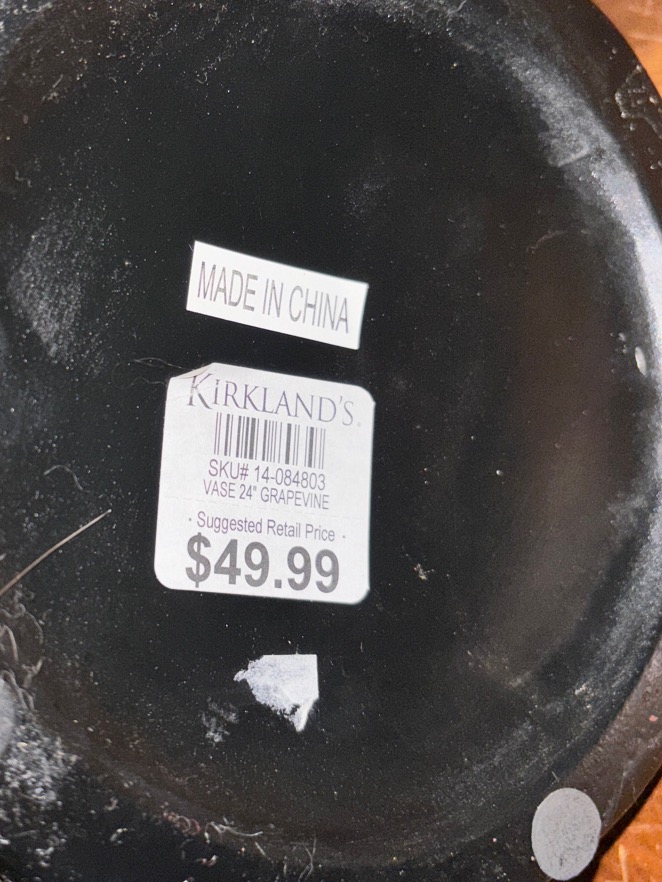 MADE IN CHINA
KIRKLAND'S.
SKU# 14-084803
VASE 24" GRAPEVINE
· Suggested Retail Price ·
$49.99